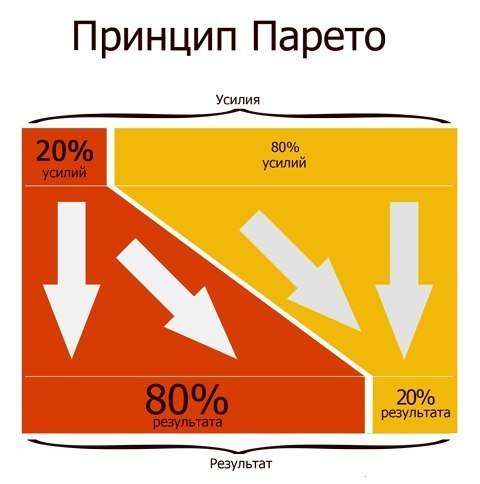 Принцип Парето
Усилия
20%
усилий
80%
усилий
80%
результата
20%
результата
Результат